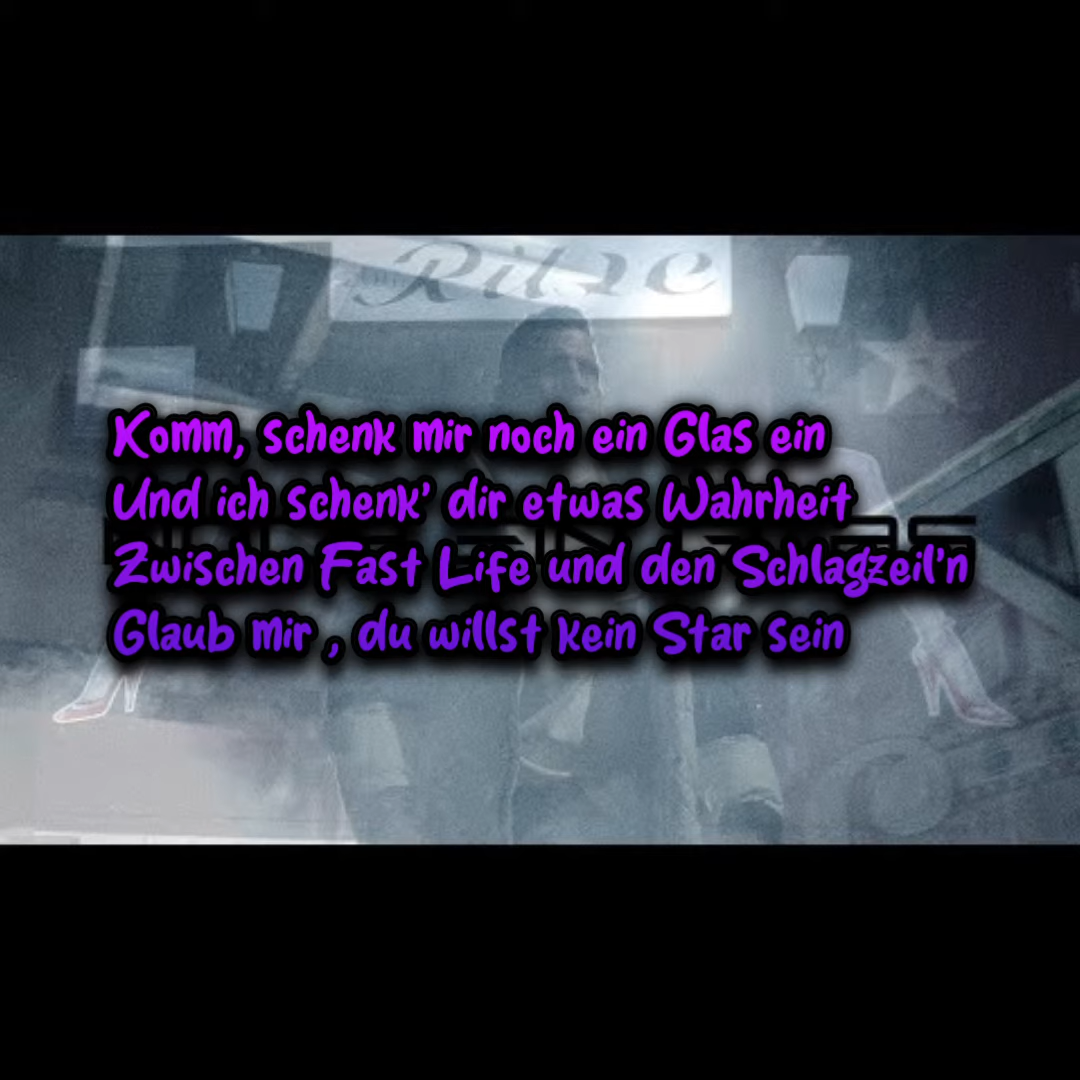 Ritze
Komm, schenk mir noch ein Glas ein
Und ich schenk' dir etwas Wahrheit
Zwischen Fast Life und den Schlagzeil'n
Glaub mir , du willst kein Star sein